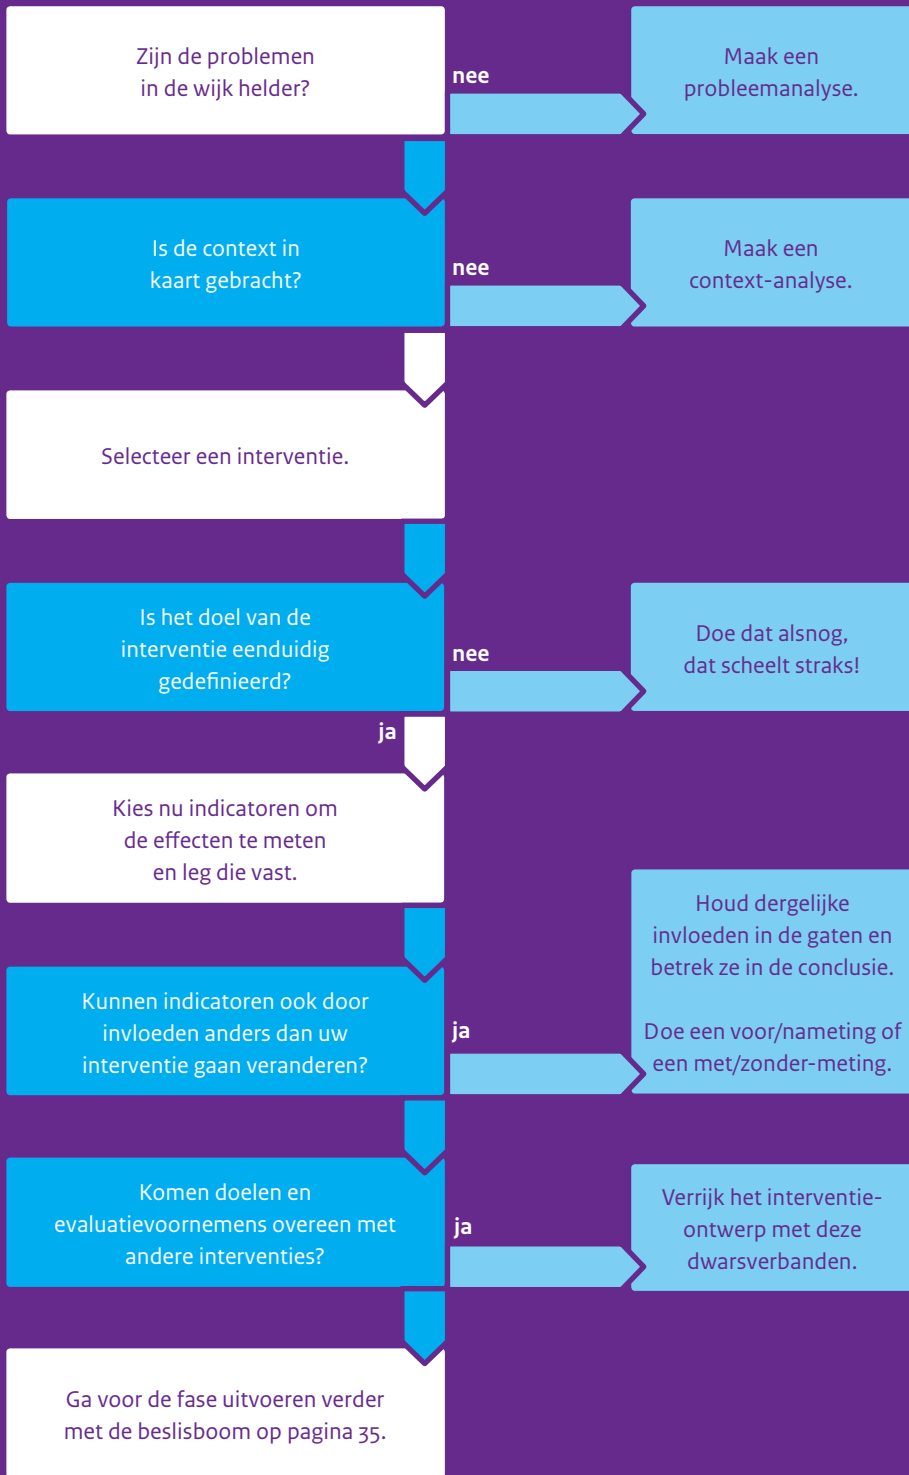 Zijn de problemen
in de wijk helder?
nee
Maak een
probleemanalyse.
Is de context in
kaart gebracht?
nee
Maak een
context-analyse.
Selecteer een interventie.
Is het doel van de
interventie eenduidig
gedefinieerd?
nee
Doe dat alsnog,
dat scheelt straks!
ja
Kies nu indicatoren om
de effecten te meten
en leg die vast.
Kunnen indicatoren ook door
invloeden anders dan uw
interventie gaan veranderen?
ja
Houd dergelijke
invloeden in de gaten en
betrek ze in de conclusie.
Doe een voor/nameting of
een met/zonder-meting.
Komen doelen en
evaluatievoornemens overeen met
andere interventies?
ja
Verrijk het interventie-
ontwerp met deze
dwarsverbanden.
Ga voor de fase uitvoeren verder
met de beslisboom op pagina 35.